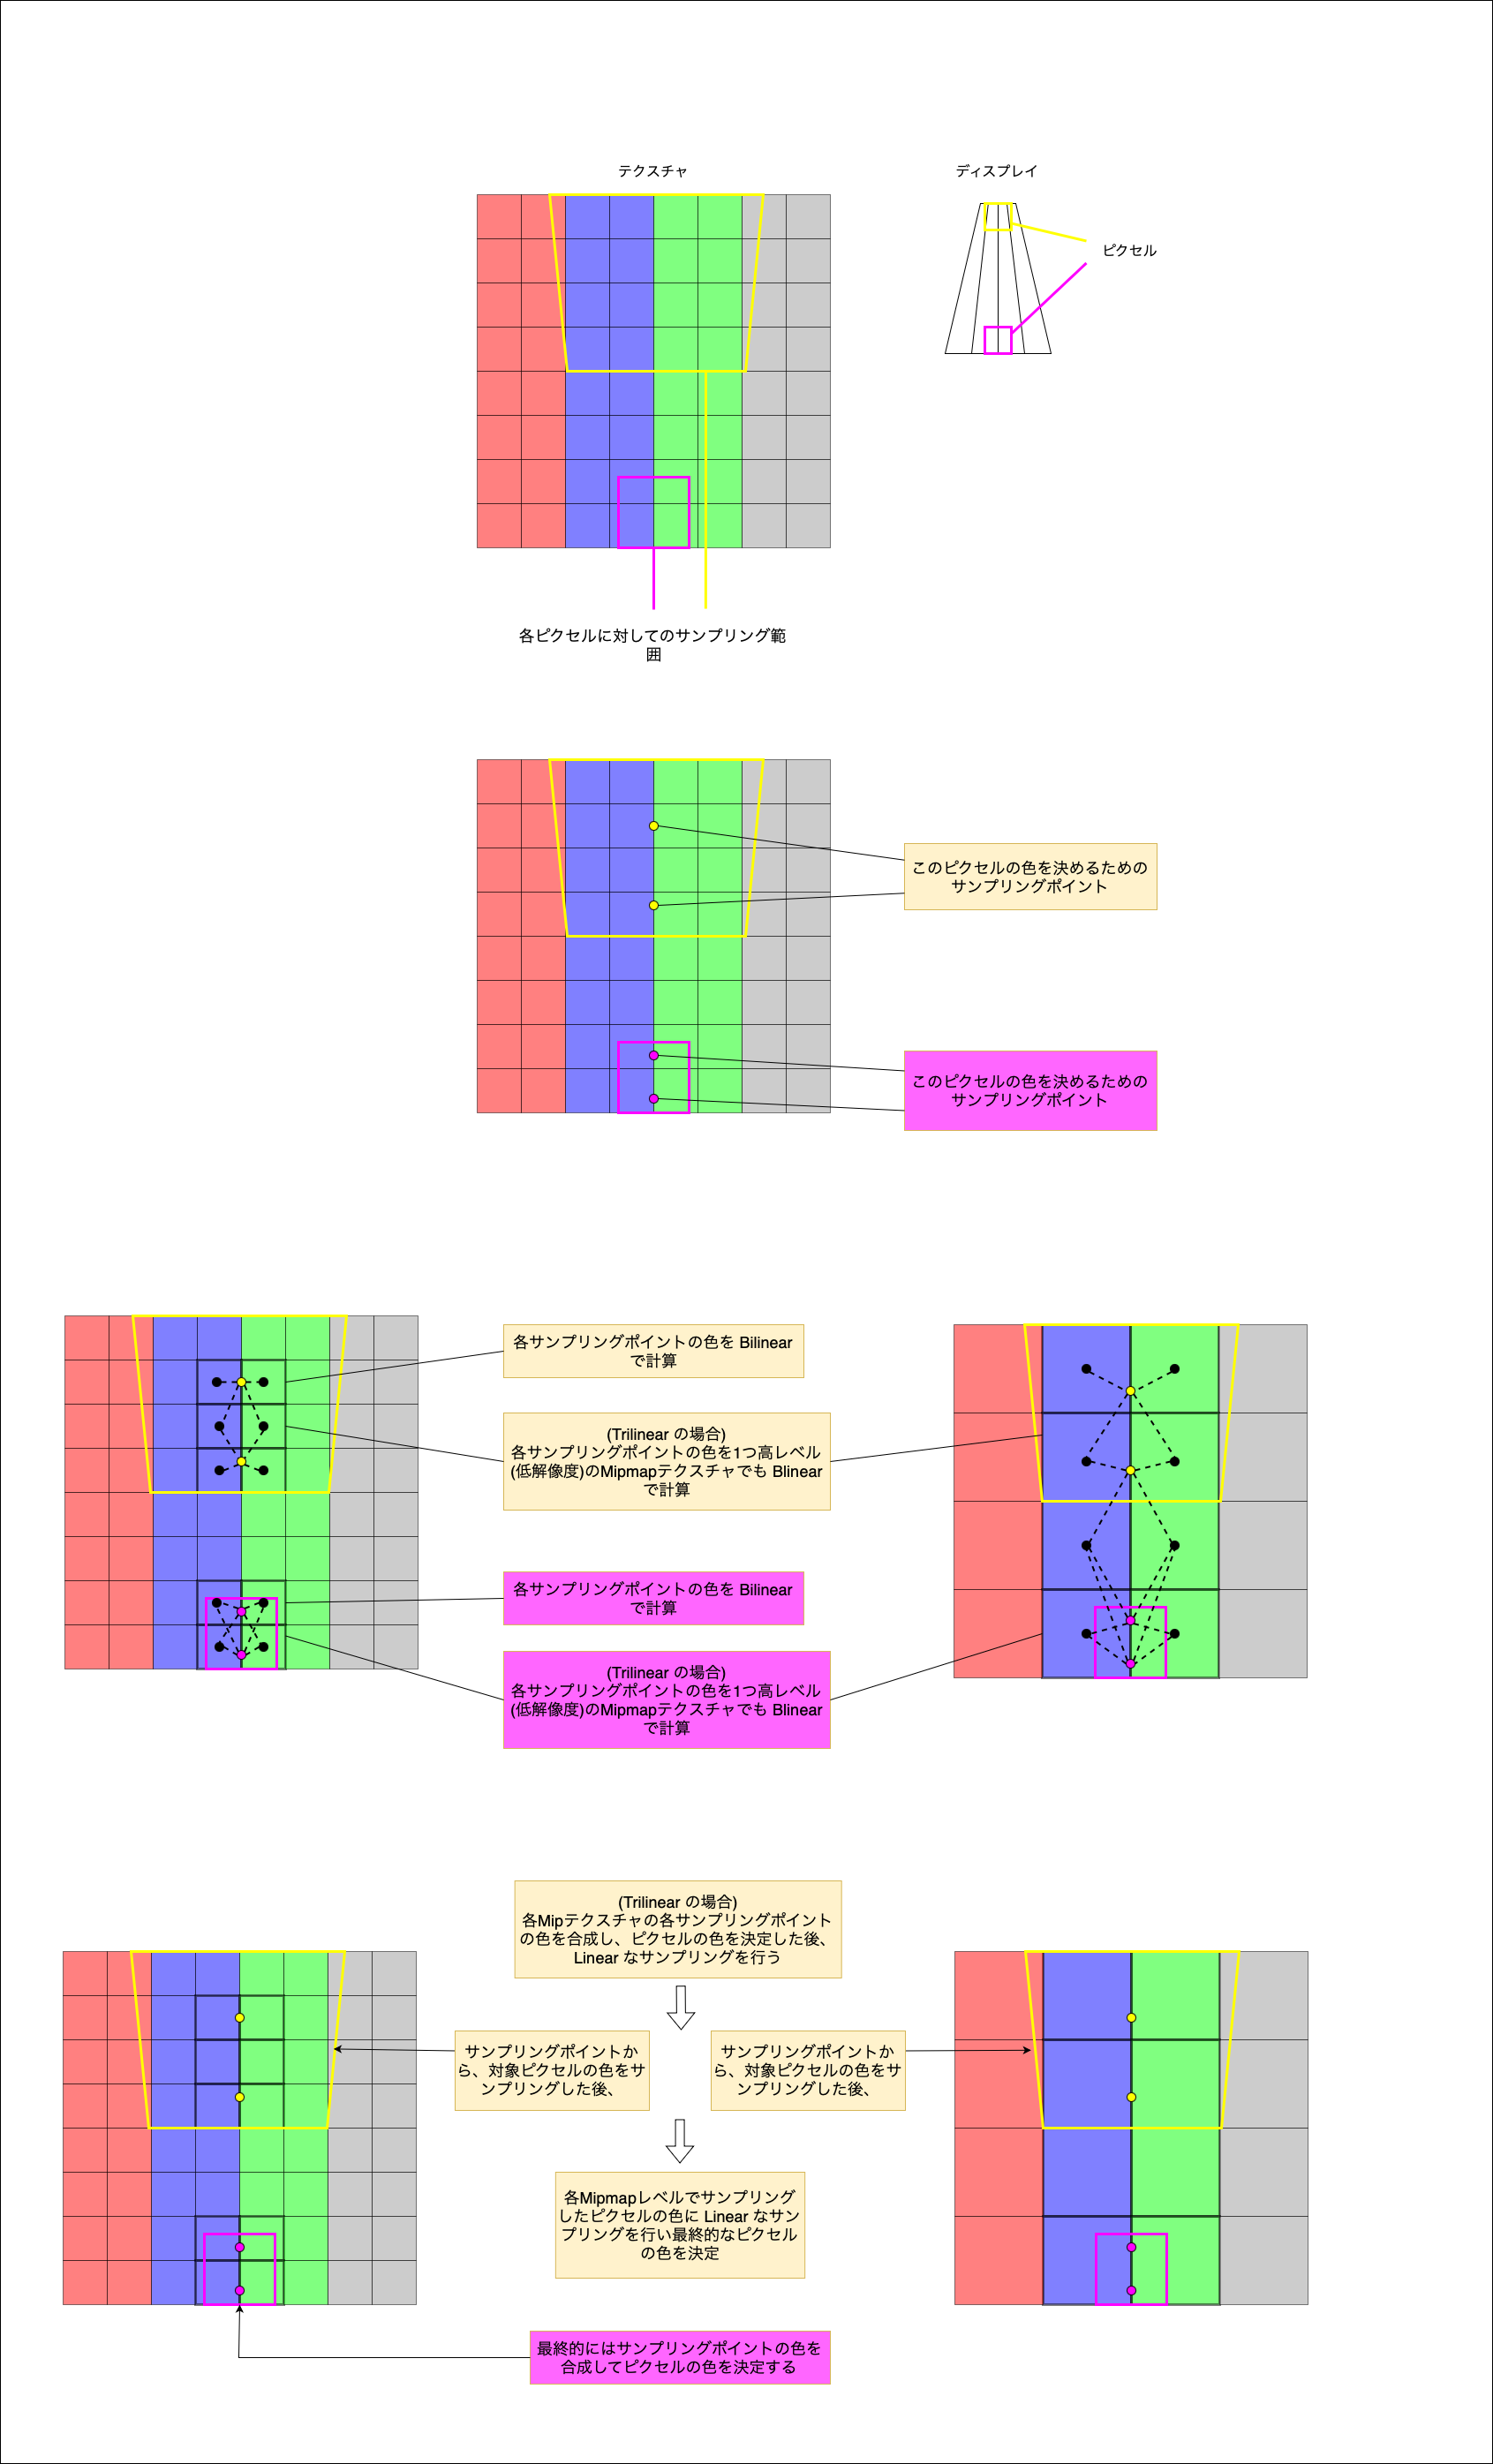 テクスチャ
ディスプレイ
ピクセル
各ピクセルに対してのサンプリング範
囲
このピクセルの色を決めるための
サンプリングポイント
このピクセルの色を決めるための
サンプリングポイント
各サンプリングポイントの色を Bilinear
で計算
(Trilinear の場合)
各サンプリングポイントの色を1つ高レベル
(低解像度)のMipmapテクスチャでも Blinear
で計算
各サンプリングポイントの色を Bilinear
で計算
(Trilinear の場合)
各サンプリングポイントの色を1つ高レベル
(低解像度)のMipmapテクスチャでも Blinear
で計算
(Trilinear の場合)
各Mipテクスチャの各サンプリングポイント
の色を合成し、ピクセルの色を決定した後、
Linear なサンプリングを行う
サンプリングポイントか
ら、対象ピクセルの色をサ
ンプリングした後、
サンプリングポイントか
ら、対象ピクセルの色をサ
ンプリングした後、
各Mipmapレベルでサンプリング
したピクセルの色に Linear なサン
プリングを行い最終的なピクセル
の色を決定
最終的にはサンプリングポイントの色を
合成してピクセルの色を決定する